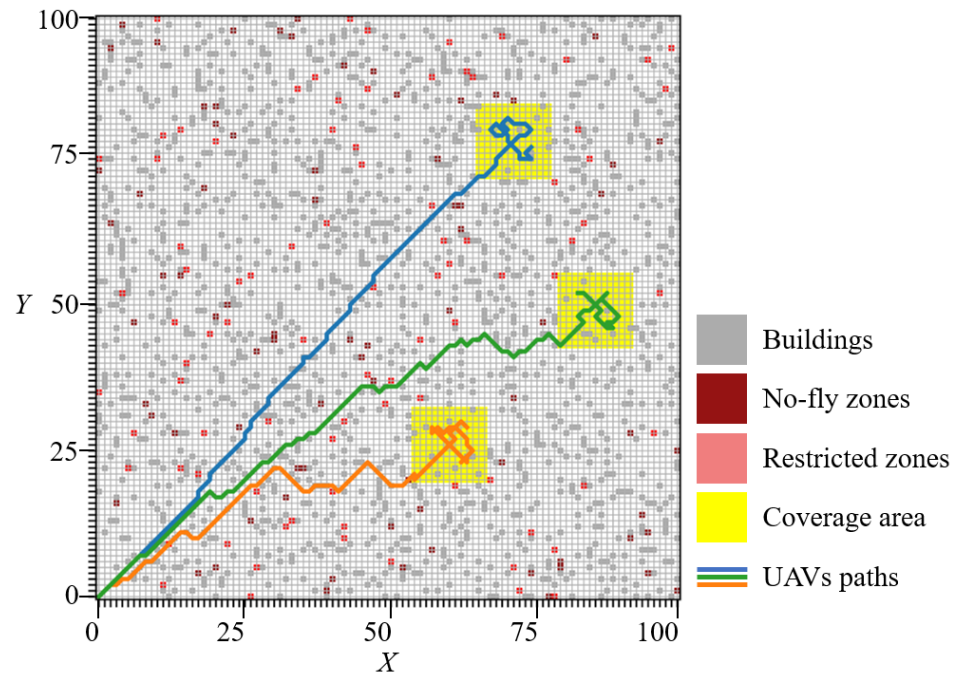 100
75
Y
50
25
0
0
25
50
75
100
X
Buildings
No-fly zones
Restricted zones
Coverage area
UAVs paths